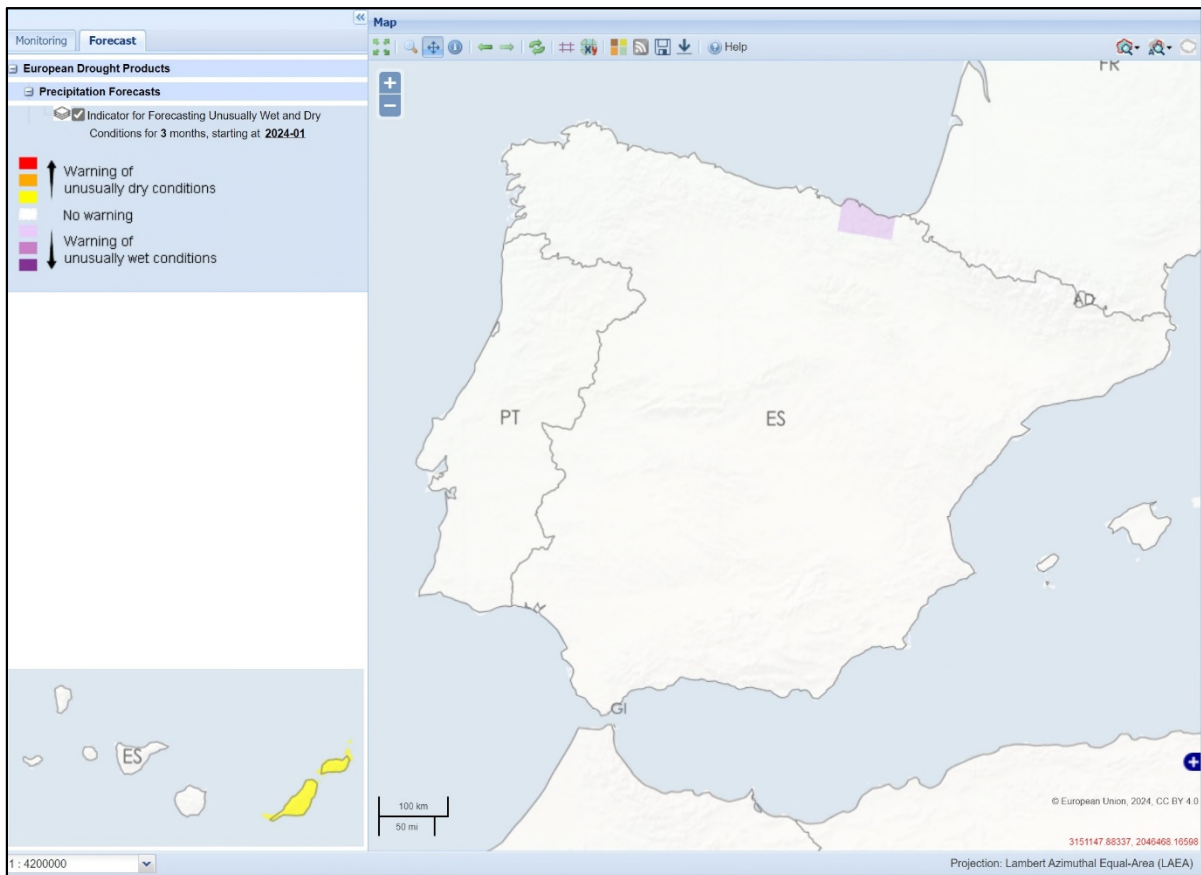 Monitoring
Forecast
European Drought Products
Precipitation Forecasts
Indicator for Forecasting Unusually Wet and Dry
Conditions for 3 months, starting at 2024-01
Warning of
unusually dry conditions
No warning
Warning of
unusually wet conditions
ES
1 : 4200000
Map
xy
Help
FR
AD
PT
ES
GI
100 km
50 mi
© European Union, 2024, CC BY 4.0
3151147.88337, 2046468.16598
Projection: Lambert Azimuthal Equal-Area (LAEA)